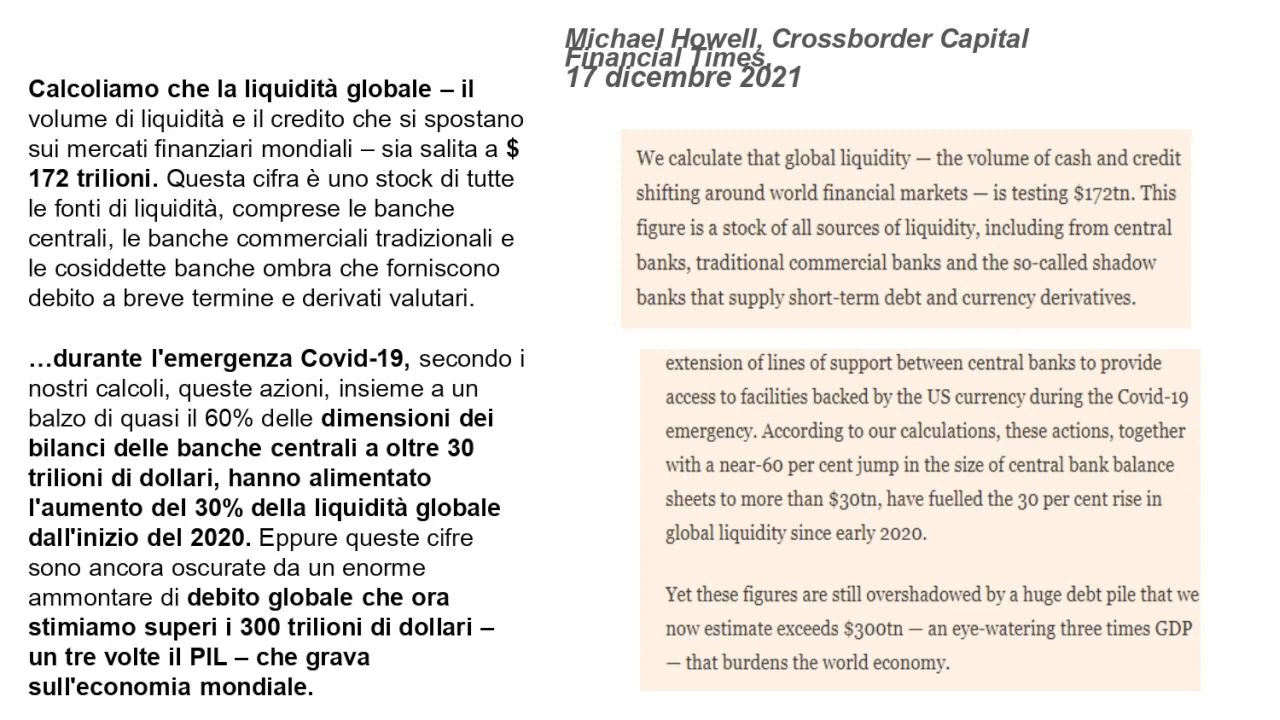 Michael Howell, Crossborder Capital
Financial Times,
17 dicembre 2021
Calcoliamo che la liquidità globale – il
volume di liquidità e il credito che si spostano
sui mercati finanziari mondiali – sia salita a $
172 trilioni. Questa cifra è uno stock di tutte
le fonti di liquidità, comprese le banche
centrali, le banche commerciali tradizionali e
le cosiddette banche ombra che forniscono
debito a breve termine e derivati valutari.
…durante l'emergenza Covid-19, secondo i
nostri calcoli, queste azioni, insieme a un
balzo di quasi il 60% delle dimensioni dei
bilanci delle banche centrali a oltre 30
trilioni di dollari, hanno alimentato
l'aumento del 30% della liquidità globale
dall'inizio del 2020. Eppure queste cifre
sono ancora oscurate da un enorme
ammontare di debito globale che ora
stimiamo superi i 300 trilioni di dollari –
un tre volte il PIL – che grava
sull'economia mondiale.
We calculate that global liquidity — the volume of cash and credit
shifting around world financial markets — is testing $172tn. This
figure is a stock of all sources of liquidity, including from central
banks, traditional commercial banks and the so-called shadow
banks that supply short-term debt and currency derivatives.
extension of lines of support between central banks to provide
access to facilities backed by the US currency during the Covid-19
emergency. According to our calculations, these actions, together
with a near-60 per cent jump in the size of central bank balance
sheets to more than $30tn, have fuelled the 30 per cent rise in
global liquidity since early 2020.
Yet these figures are still overshadowed by a huge debt pile that we
now estimate exceeds $300tn — an eye-watering three times GDP
— that burdens the world economy.